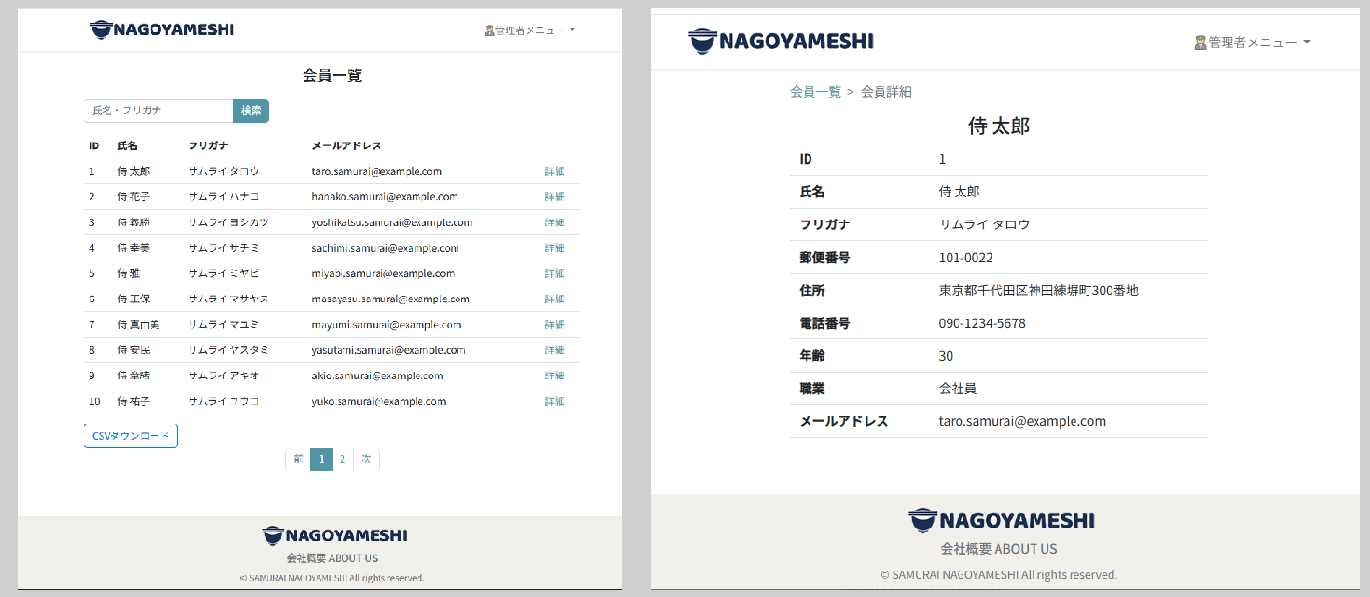 NAGOYAMESHI
管理者メニュー
会員一覧
氏名・フリガナ 検索
ID 氏名 フリガナ メールアドレス
1 侍 太郎 サムライ タロウ taro.samurai@example.com 詳細
2 侍 花子 サムライ ハナコ hanako.samurai@example.com 詳細
3 侍 義勝 サムライ ヨシカツ yoshikatsu.samurai@example.com 詳細
4 侍 幸美 サムライ サチミ sachimi.samurai@example.com 詳細
5 侍 雅 サムライ ミヤビ miyabi.samurai@example.com 詳細
6 侍 正保 サムライ マサヤス masayasu.samurai@example.com 詳細
7 侍 真由美 サムライ マユミ mayumi.samurai@example.com 詳細
8 侍 安民 サムライ ヤスタミ yasutami.samurai@example.com 詳細
9 侍 章緒 サムライ アキオ akio.samurai@example.com 詳細
10 侍 祐子 サムライ ユウコ yuko.samurai@example.com 詳細
CSVダウンロード
前 1 2 次
NAGOYAMESHI
会社概要 ABOUT US
© SAMURAI NAGOYAMESHI All rights reserved.
NAGOYAMESHI
管理者メニュー
会員一覧 > 会員詳細
侍 太郎
ID 1
氏名 侍 太郎
フリガナ サムライ タロウ
郵便番号 101-0022
住所 東京都千代田区神田練塀町300番地
電話番号 090-1234-5678
年齢 30
職業 会社員
メールアドレス taro.samurai@example.com
NAGOYAMESHI
会社概要 ABOUT US
© SAMURAI NAGOYAMESHI All rights reserved.